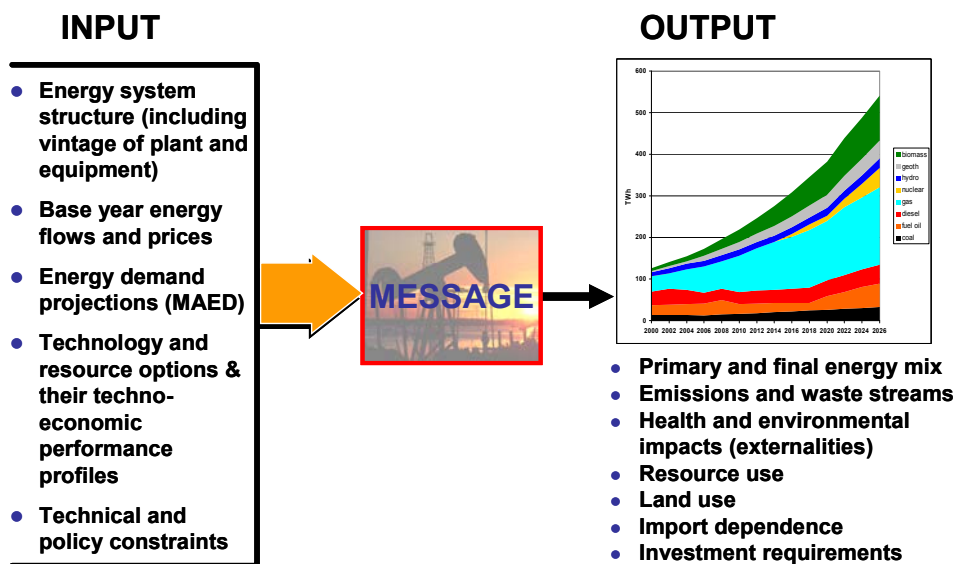 INPUT
Energy system
structure (including
vintage of plant and
equipment)
Base year energy
flows and prices
Energy demand
projections (MAED)
Technology and
resource options &
their techno-
economic
performance
profiles
Technical and
policy constraints
MESSAGE
OUTPUT
600
500
400
300
200
100
0
TWh
2000 2002 2004 2006 2008 2010 2012 2014 2016 2018 2020 2022 2024 2026
biomass
geoth
hydro
nuclear
gas
diesel
fuel oil
coal
Primary and final energy mix
Emissions and waste streams
Health and environmental
impacts (externalities)
Resource use
Land use
Import dependence
Investment requirements